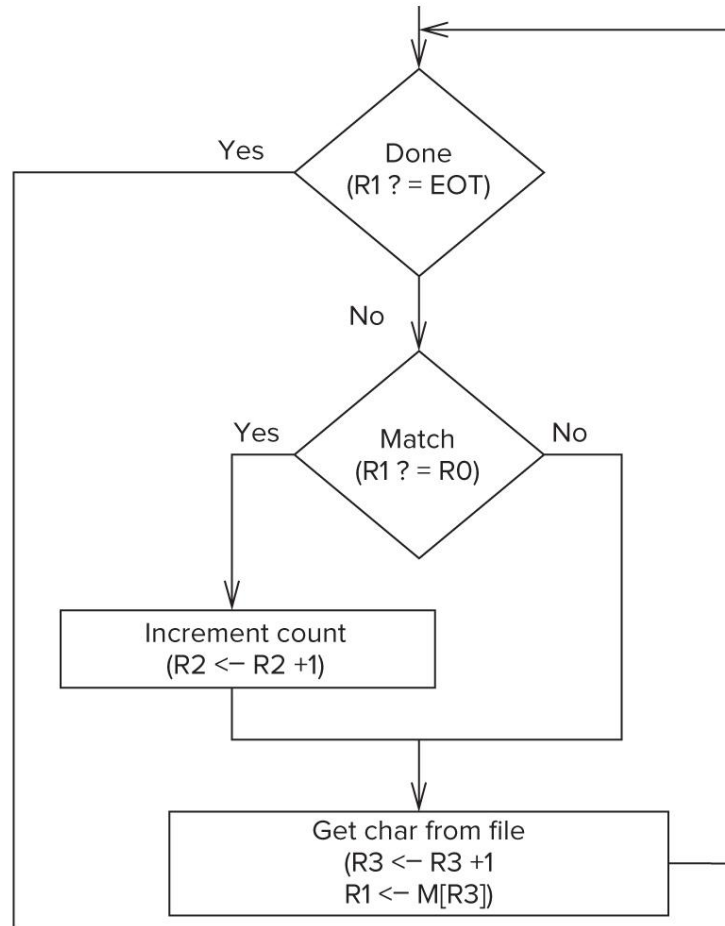 Yes
Done
(R1 ? = EOT)
No
Yes
Match
(R1 ? = R0)
No
Increment count
(R2 <– R2 +1)
Get char from file
(R3 <– R3 +1
R1 <– M[R3])